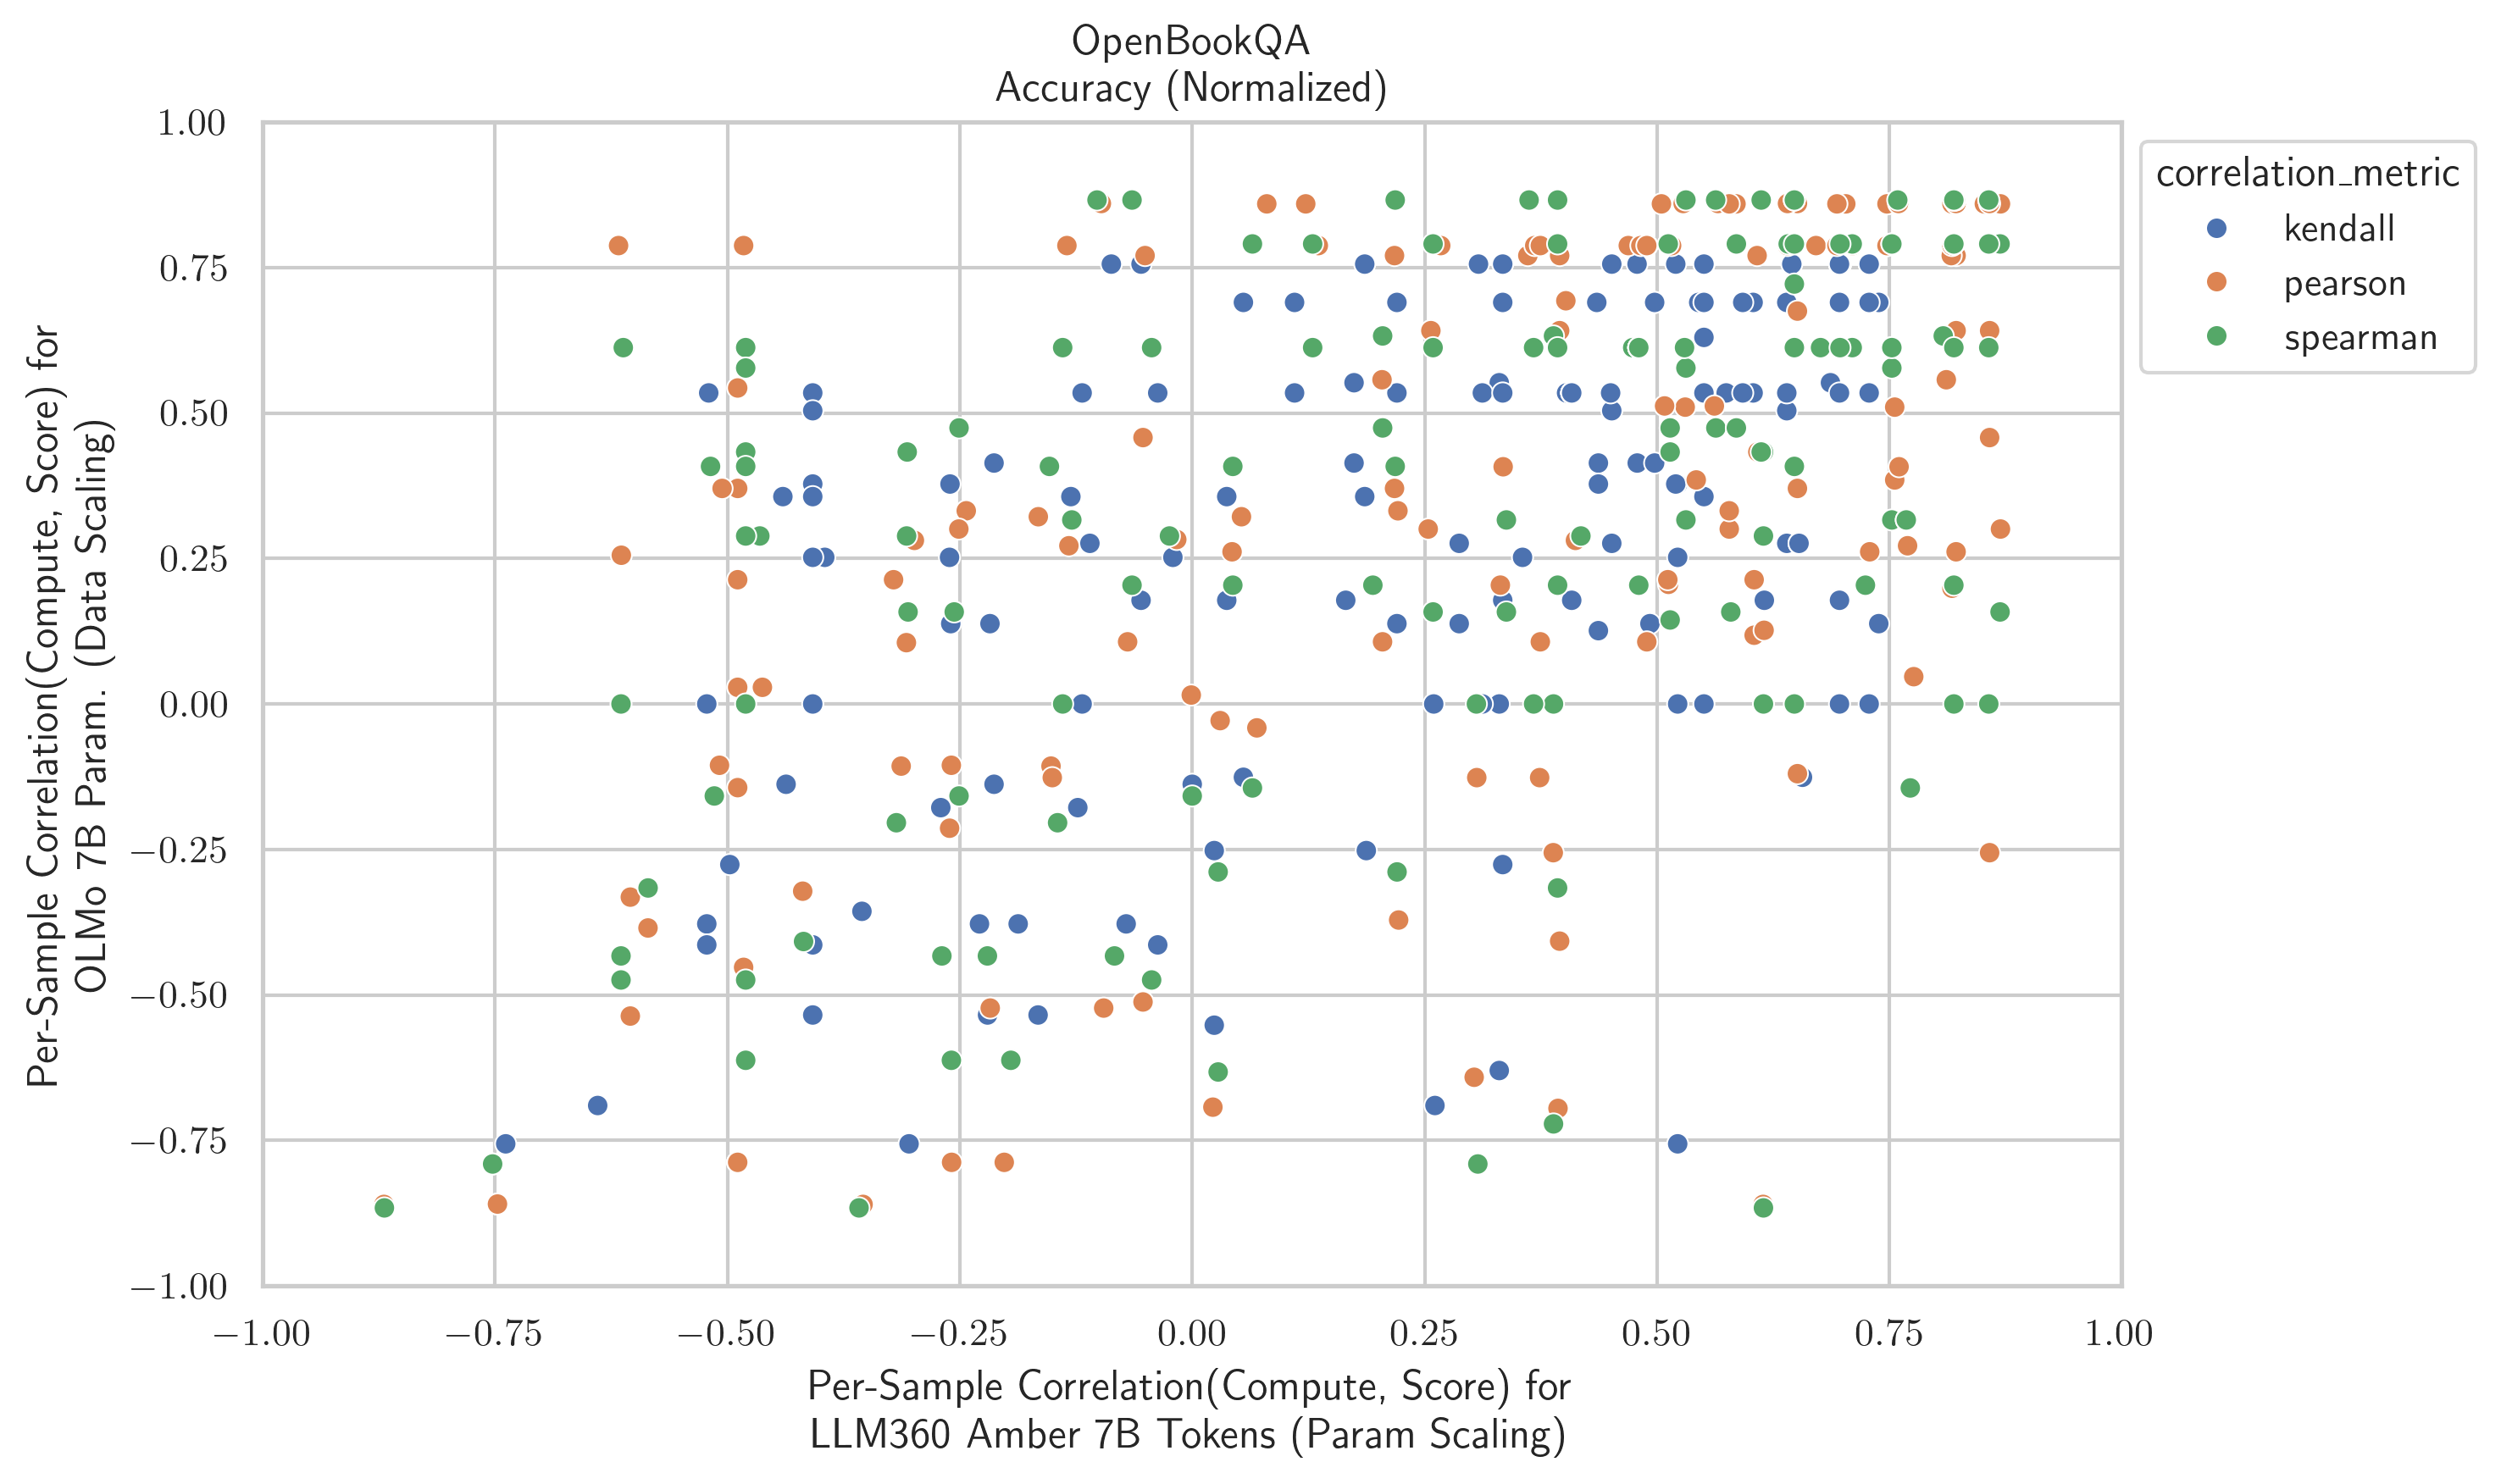 OpenBookQA
Accuracy (Normalized)
1.00
0.75
0.50
0.25
0.00
−0.25
−0.50
−0.75
−1.00
Per-Sample Correlation(Compute, Score) for
OLMo 7B Param. (Data Scaling)
−1.00
−0.75
−0.50
−0.25
0.00
0.25
0.50
0.75
1.00
Per-Sample Correlation(Compute, Score) for
LLM360 Amber 7B Tokens (Param Scaling)
correlation_metric
kendall
pearson
spearman